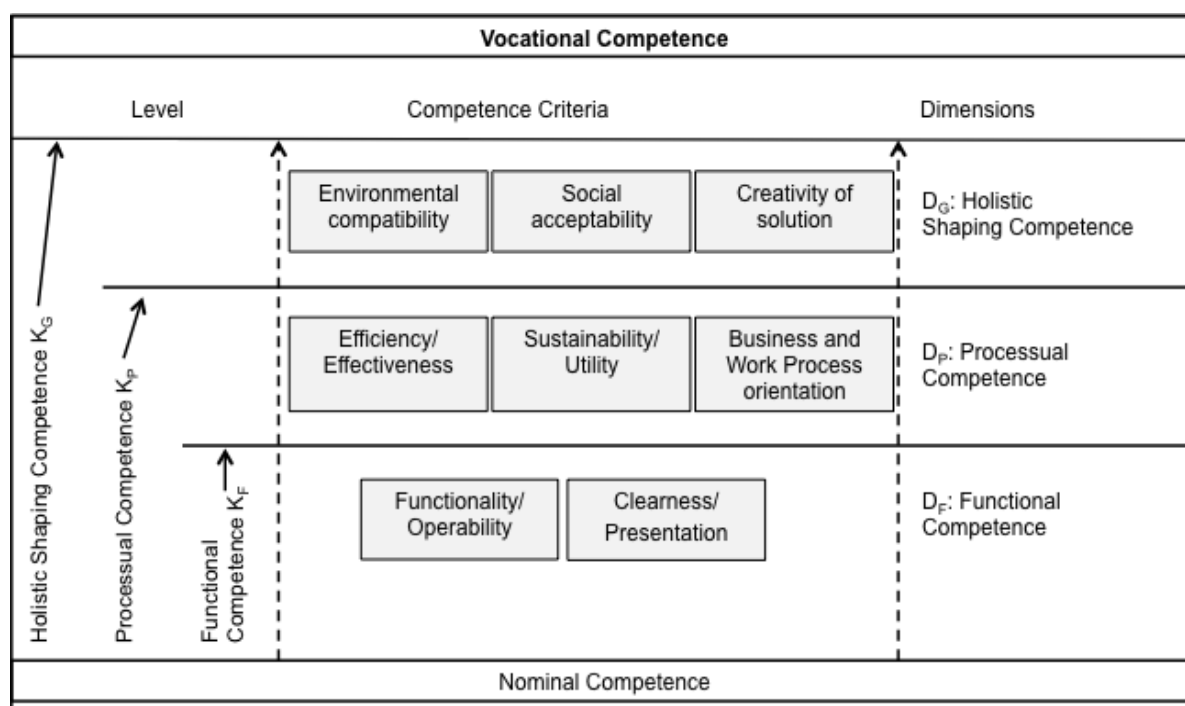 Vocational Competence
Level
Competence Criteria
Dimensions
Environmental
compatibility
Social
acceptability
Creativity of
solution
D_G: Holistic
Shaping Competence
Efficiency/
Effectiveness
Sustainability/
Utility
Business and
Work Process
orientation
D_P: Processual
Competence
Functionality/
Operability
Clearness/
Presentation
D_F: Functional
Competence
Holistic Shaping Competence K_G
Processual Competence K_P
Functional
Competence K_F
Nominal Competence